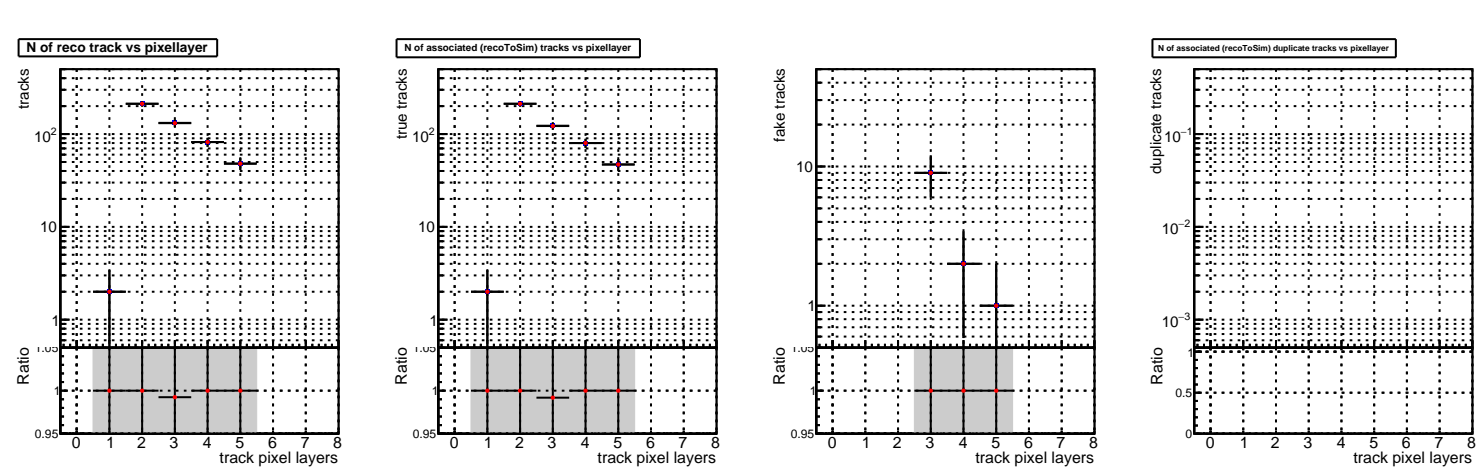 N of reco track vs pixellayer
tracks
10²
10
1
Ratio
1.05
1
0.95
0 1 2 3 4 5 6 7 8
track pixel layers
N of associated (recoToSim) tracks vs pixellayer
true tracks
10²
10
1
Ratio
1.05
1
0.95
0 1 2 3 4 5 6 7 8
track pixel layers
fake tracks
10
1
Ratio
1.05
1
0.95
0 1 2 3 4 5 6 7 8
track pixel layers
N of associated (recoToSim) duplicate tracks vs pixellayer
duplicate tracks
10⁻¹
10⁻²
10⁻³
Ratio
1
0.5
0
0 1 2 3 4 5 6 7 8
track pixel layers